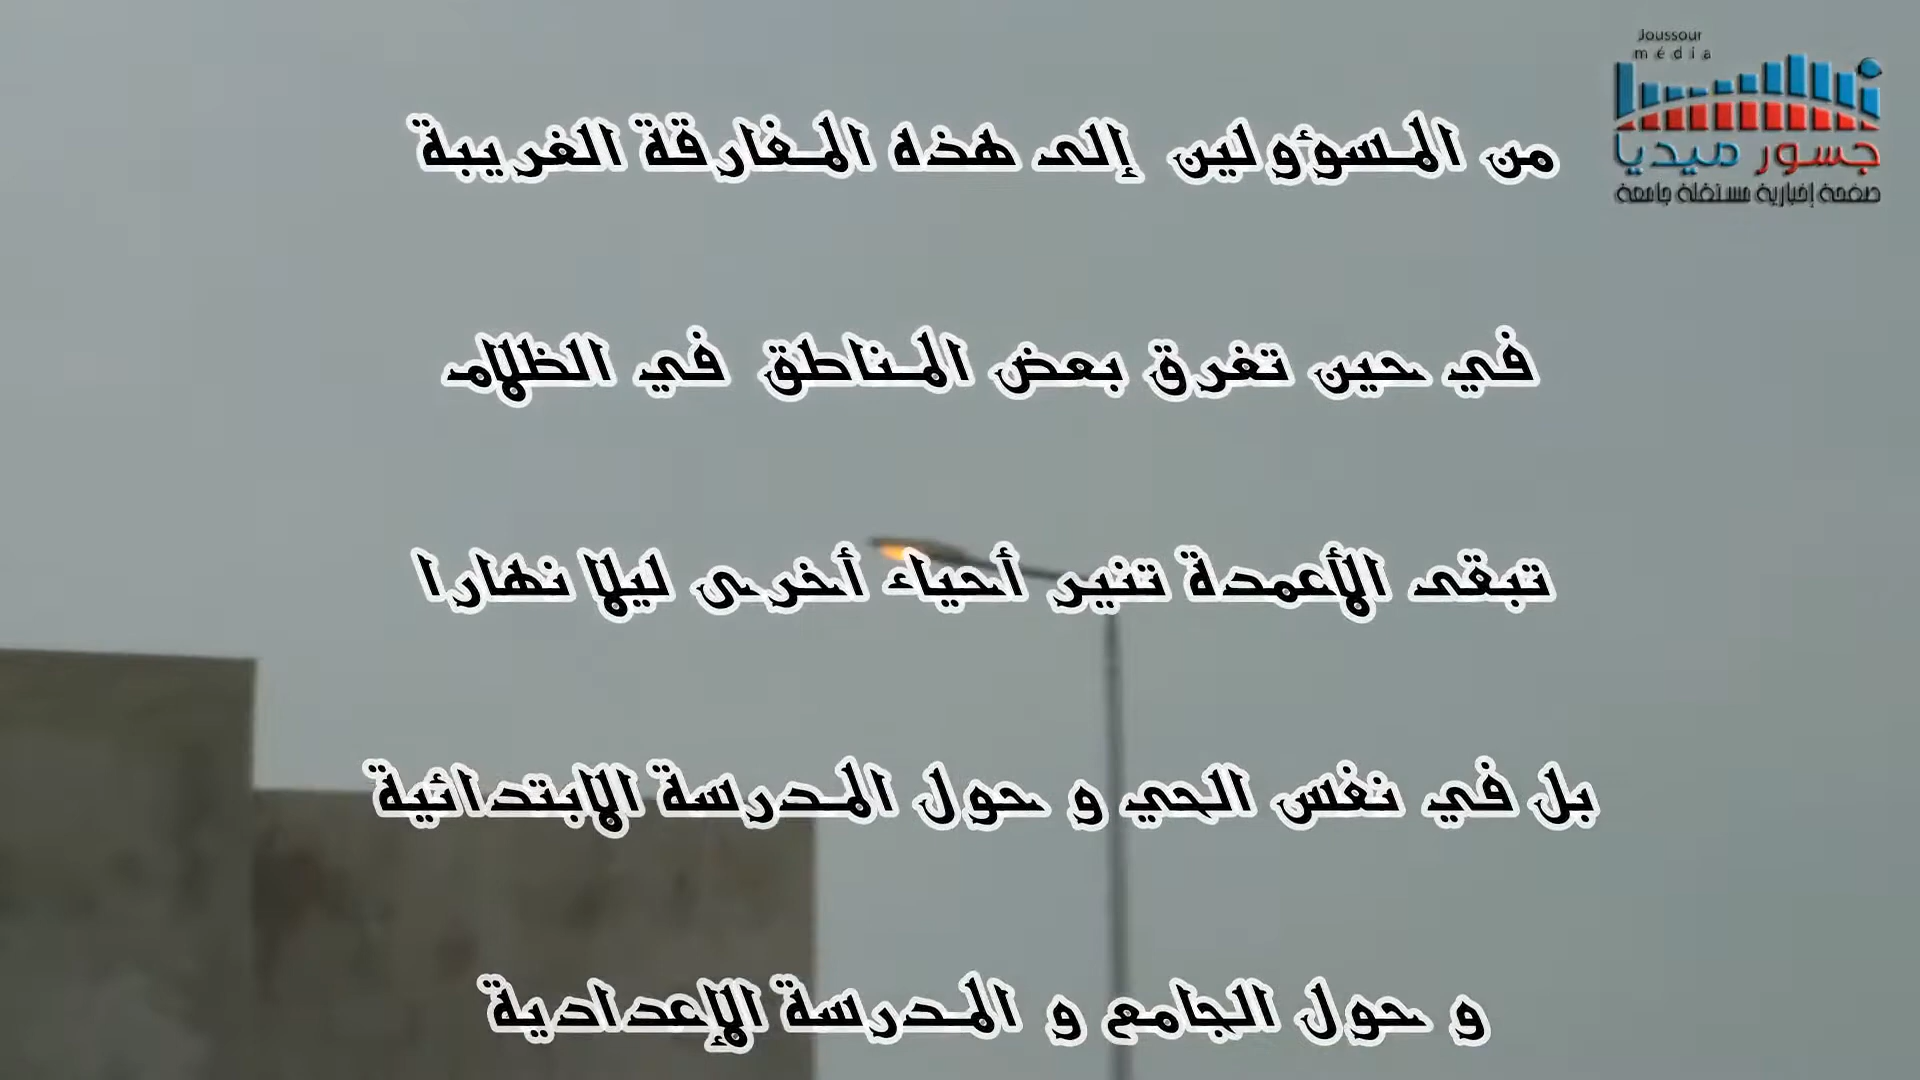 Joussour
média
جسور ميديا
صفحة إخبارية مستقلة جامعة
من المسؤولين إلى هذه المفارقة الغريبة
في حين تغرق بعض المناطق في الظلام
تبقى الأعمدة تنير أحياء أخرى ليلا نهارا
بل في نفس الحي و حول المدرسة الابتدائية
و حول الجامع و المدرسة الإعدادية